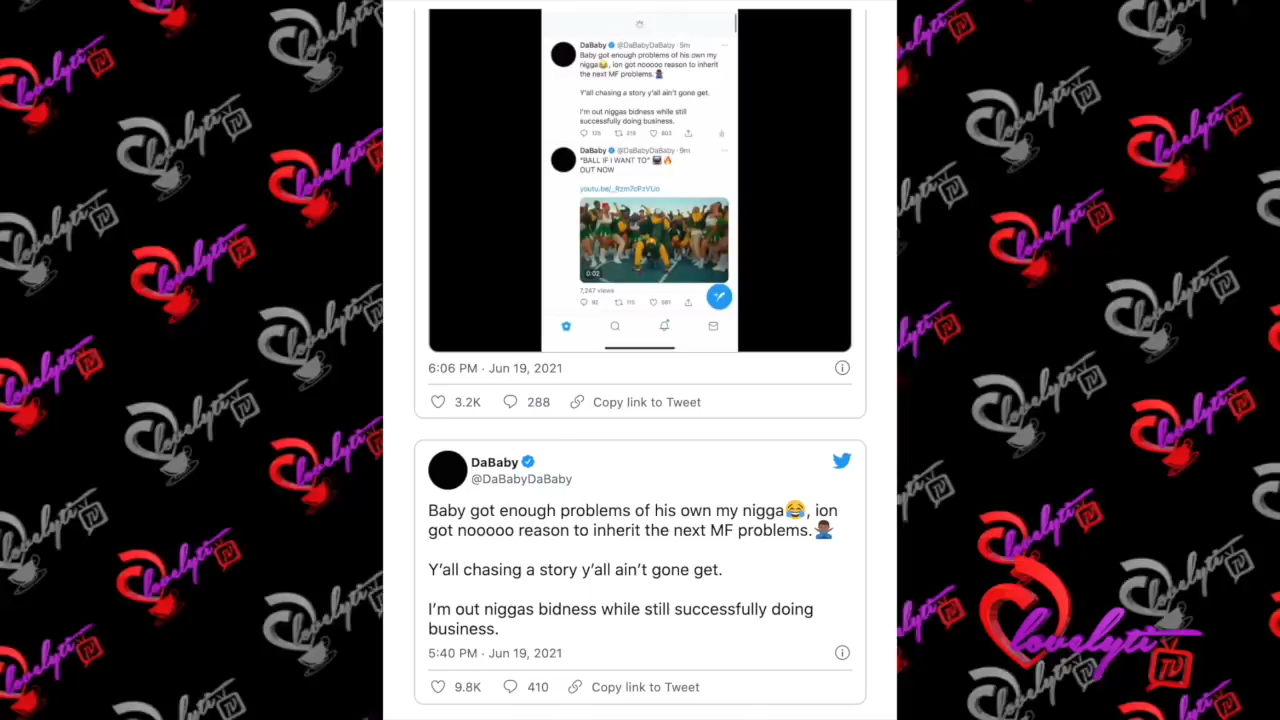 DaBaby @DaBabyDaBaby · 5m
Baby got enough problems of his own my
nigga😂, ion got nooooo reason to inherit
the next MF problems.🤷🏾‍♂️
Y'all chasing a story y'all ain't gone get.
I'm out niggas bidness while still
successfully doing business.
219
DaBaby @DaBabyDaBaby · 9m
"BALL IF I WANT TO" 📼🔥
OUT NOW
youtu.be/_Rzm7oPzVUo
0:02
7,247 views
115
6:06 PM · Jun 19, 2021
3.2K 288 Copy link to Tweet
DaBaby
@DaBabyDaBaby
Baby got enough problems of his own my nigga😂, ion
got nooooo reason to inherit the next MF problems.🤷🏾‍♂️
Y'all chasing a story y'all ain't gone get.
I'm out niggas bidness while still successfully doing
business.
5:40 PM · Jun 19, 2021
9.8K 410 Copy link to Tweet
lovelyti
TV